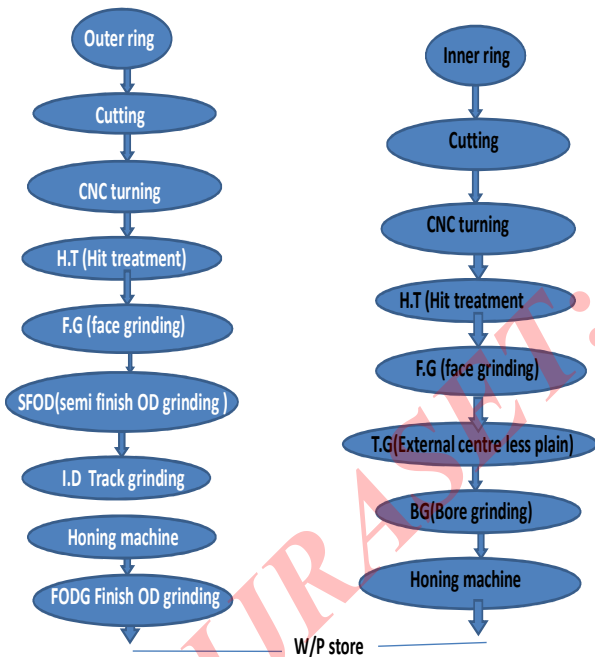 Outer ring
Cutting
CNC turning
H.T (Hit treatment)
F.G (face grinding)
SFOD(semi finish OD grinding )
I.D Track grinding
Honing machine
FODG Finish OD grinding
Inner ring
Cutting
CNC turning
H.T (Hit treatment
F.G (face grinding)
T.G(External centre less plain)
BG(Bore grinding)
Honing machine
W/P store
IJRASET: